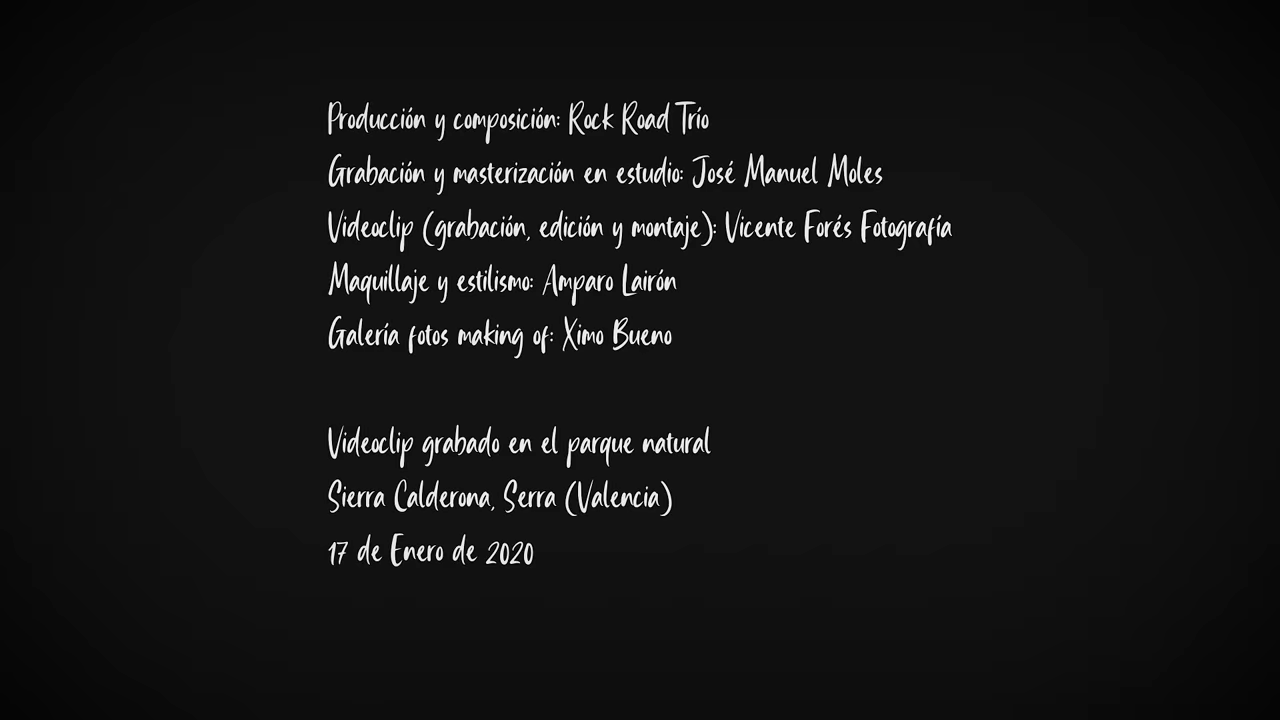 Producción y composición: Rock Road Trío
Grabación y masterización en estudio: José Manuel Moles
Videoclip (grabación, edición y montaje): Vicente Forés Fotografía
Maquillaje y estilismo: Amparo Lairón
Galería fotos making of: Ximo Bueno
Videoclip grabado en el parque natural
Sierra Calderona, Serra (Valencia)
17 de Enero de 2020